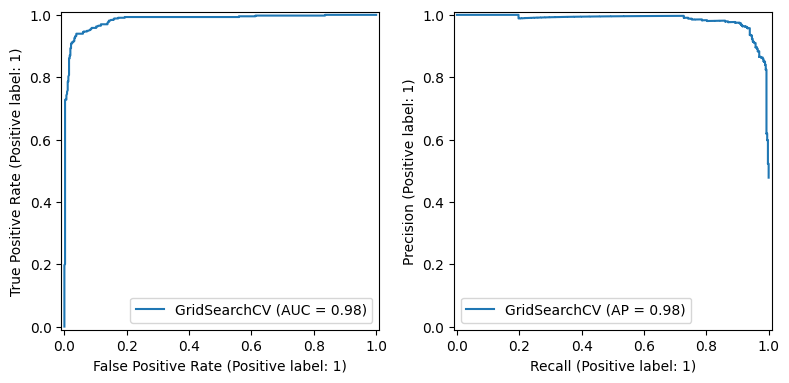 True Positive Rate (Positive label: 1)
1.0
0.8
0.6
0.4
0.2
0.0
GridSearchCV (AUC = 0.98)
0.0 0.2 0.4 0.6 0.8 1.0
False Positive Rate (Positive label: 1)
Precision (Positive label: 1)
1.0
0.8
0.6
0.4
0.2
0.0
GridSearchCV (AP = 0.98)
0.0 0.2 0.4 0.6 0.8 1.0
Recall (Positive label: 1)